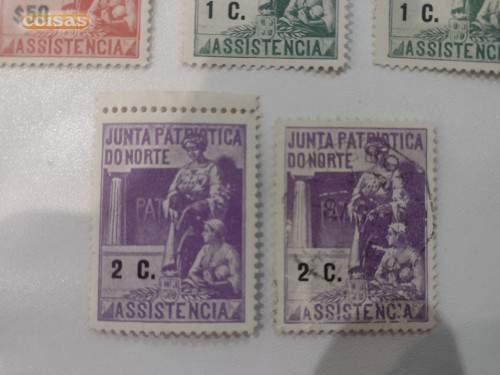 coisas
$50
ASSISTENCIA
1 C.
ASSISTENCIA
1 C.
ASSISTENCIA
JUNTA PATRIOTICA
DO NORTE
2 C.
ASSISTENCIA
JUNTA PATRIOTICA
DO NORTE
2 C.
ASSISTENCIA